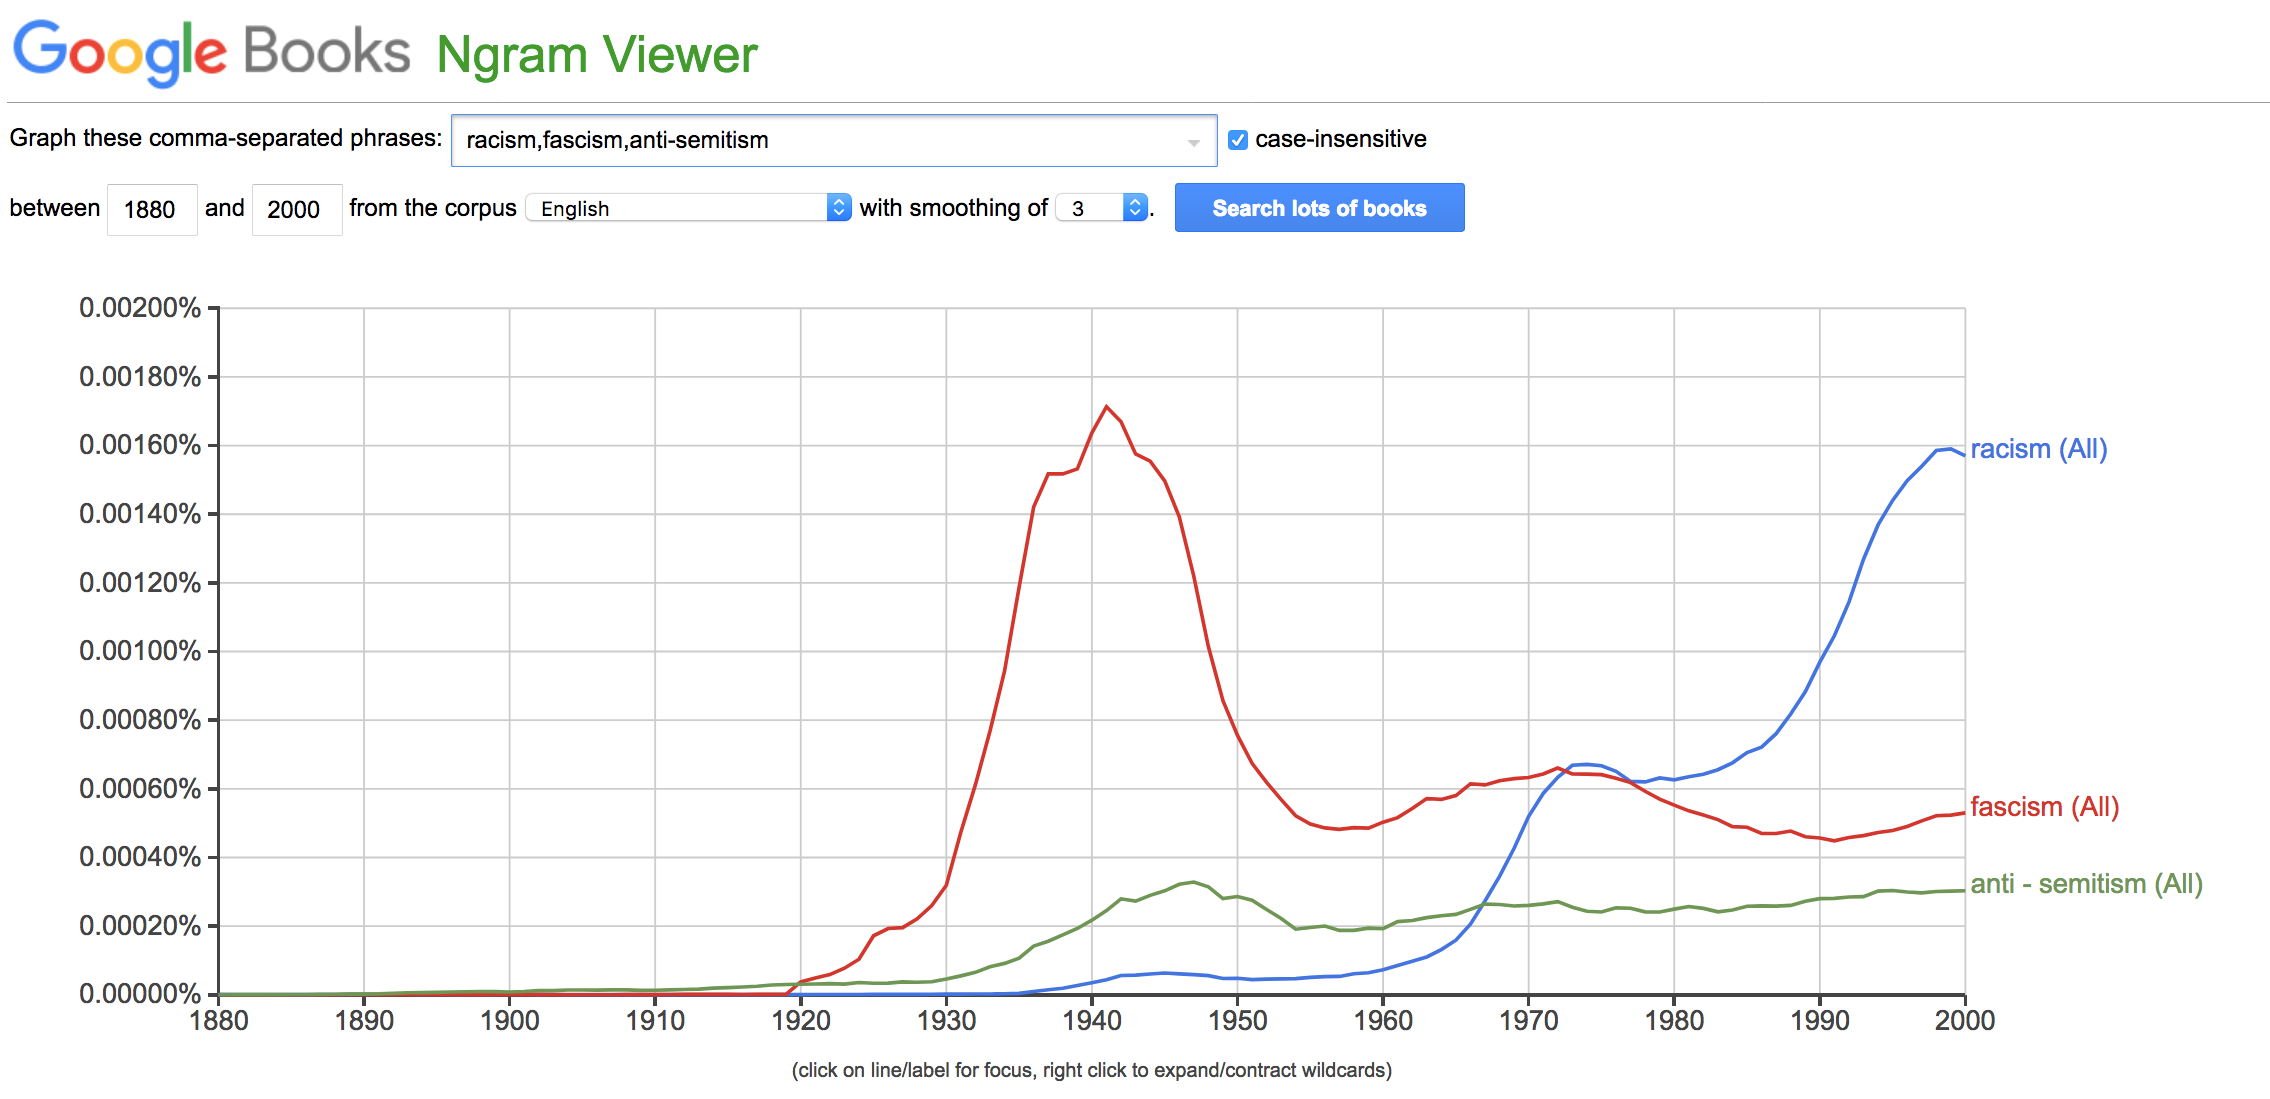 Google Books Ngram Viewer
Graph these comma-separated phrases: racism,fascism,anti-semitism case-insensitive
between 1880 and 2000 from the corpus English with smoothing of 3 . Search lots of books
0.00200%
0.00180%
0.00160%
racism (All)
0.00140%
0.00120%
0.00100%
0.00080%
0.00060%
fascism (All)
0.00040%
anti - semitism (All)
0.00020%
0.00000%
1880 1890 1900 1910 1920 1930 1940 1950 1960 1970 1980 1990 2000
(click on line/label for focus, right click to expand/contract wildcards)